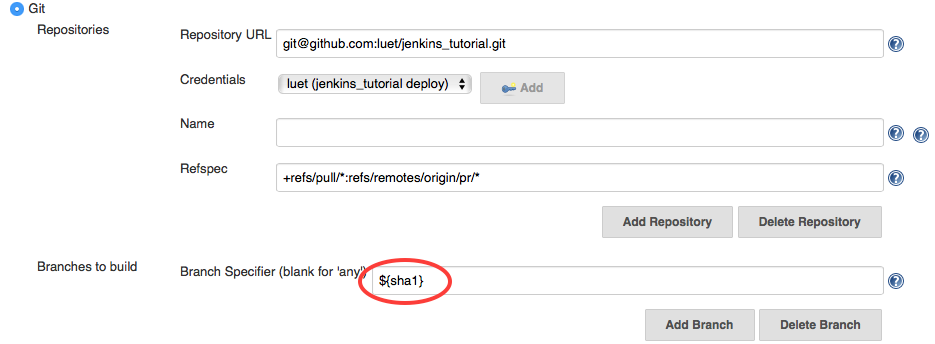 Git
Repositories
Repository URL git@github.com:luet/jenkins_tutorial.git ?
Credentials luet (jenkins_tutorial deploy) Add
Name ? ?
Refspec +refs/pull/*:refs/remotes/origin/pr/* ?
Add Repository Delete Repository
Branches to build Branch Specifier (blank for 'any') ${sha1} ?
Add Branch Delete Branch